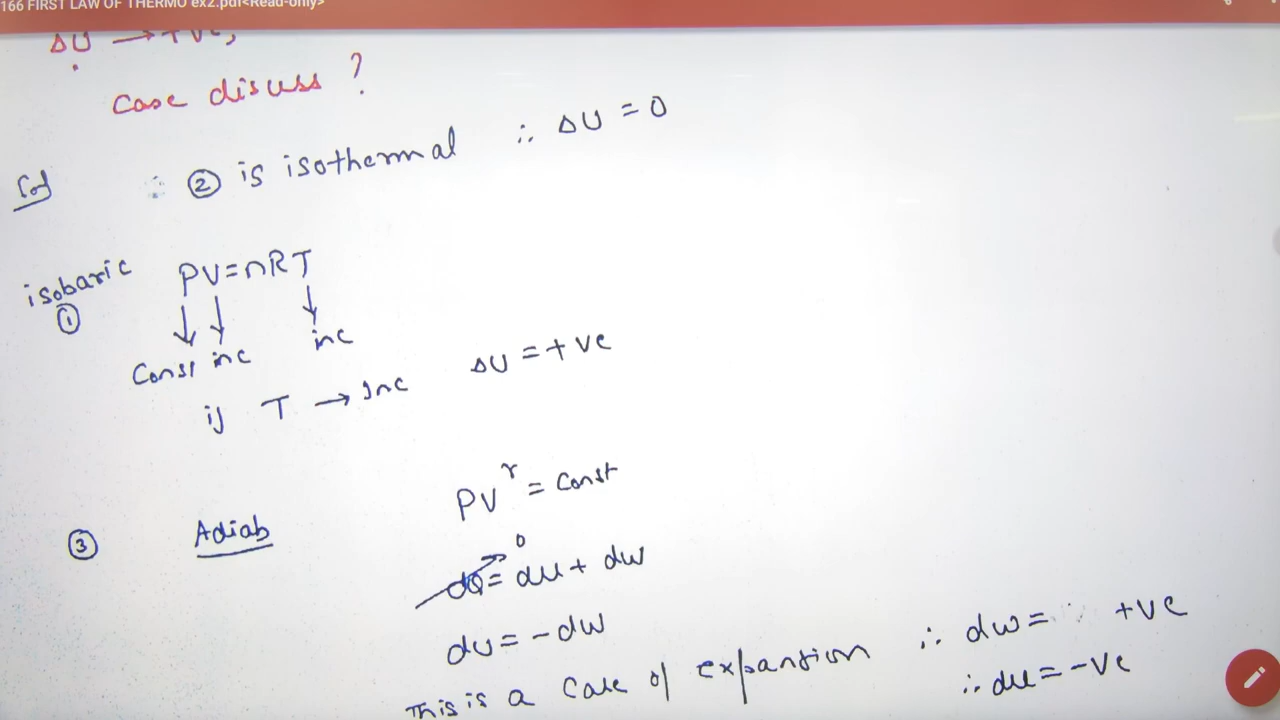 166 FIRST LAW OF THERMO ex2.pdf<Read-only>
ΔU → +ve,
Case discuss ?
Sol ∴ ② is isothermal ∴ ΔU = 0
isobaric PV=nRT
①
Const inc inc
if T → Inc ΔU = +ve
PV^r = Const
③ Adiab
0
dQ = du + dw
du = -dw
This is a case of expantion ∴ dw = +ve
∴ du = -ve